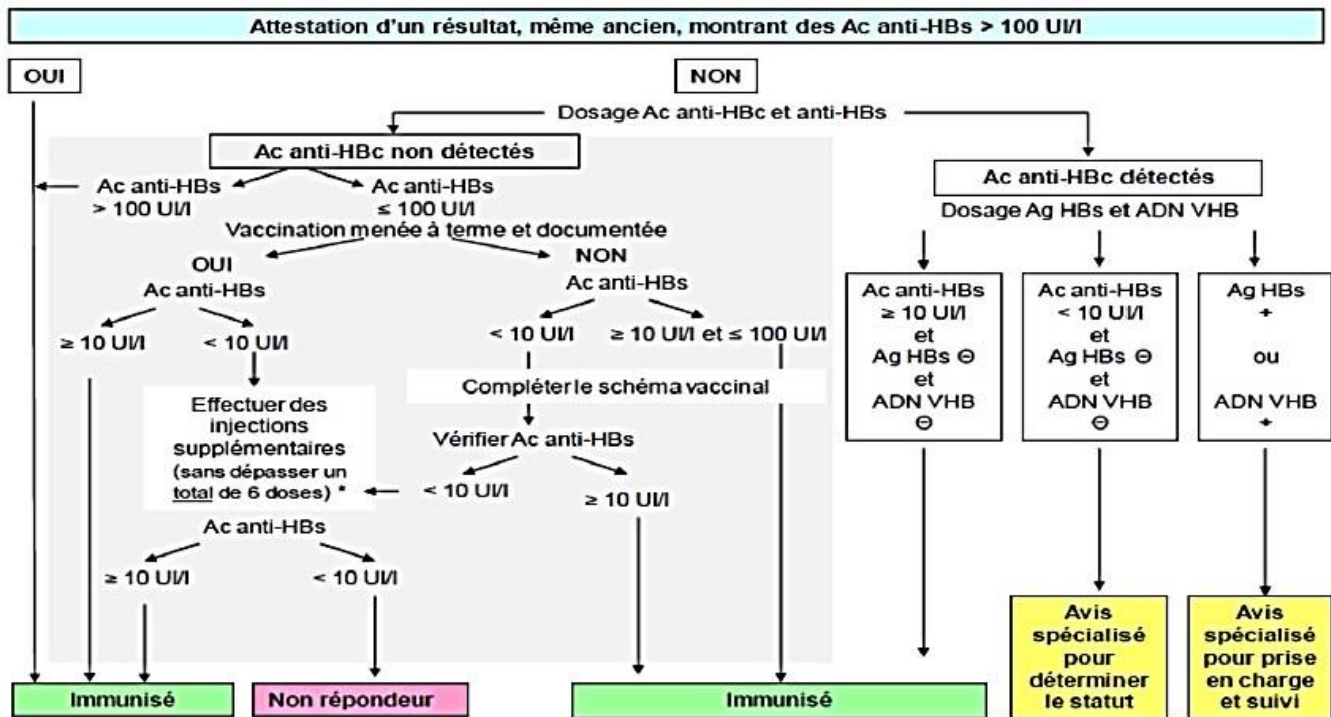 Attestation d'un résultat, même ancien, montrant des Ac anti-HBs > 100 UI/l
OUI
NON
Dosage Ac anti-HBc et anti-HBs
Ac anti-HBc non détectés
Ac anti-HBs
> 100 UI/l
Ac anti-HBs
≤ 100 UI/l
Vaccination menée à terme et documentée
OUI
Ac anti-HBs
≥ 10 UI/l
< 10 UI/l
Effectuer des
injections
supplémentaires
(sans dépasser un
total de 6 doses) *
Ac anti-HBs
≥ 10 UI/l
< 10 UI/l
NON
Ac anti-HBs
< 10 UI/l
≥ 10 UI/l et ≤ 100 UI/l
Compléter le schéma vaccinal
Vérifier Ac anti-HBs
< 10 UI/l
≥ 10 UI/l
Ac anti-HBc détectés
Dosage Ag HBs et ADN VHB
Ac anti-HBs
≥ 10 UI/l
et
Ag HBs ⊖
et
ADN VHB
⊖
Ac anti-HBs
< 10 UI/l
et
Ag HBs ⊖
et
ADN VHB
⊖
Ag HBs
+
ou
ADN VHB
+
Immunisé
Non répondeur
Immunisé
Avis
spécialisé
pour
déterminer
le statut
Avis
spécialisé
pour prise
en charge
et suivi